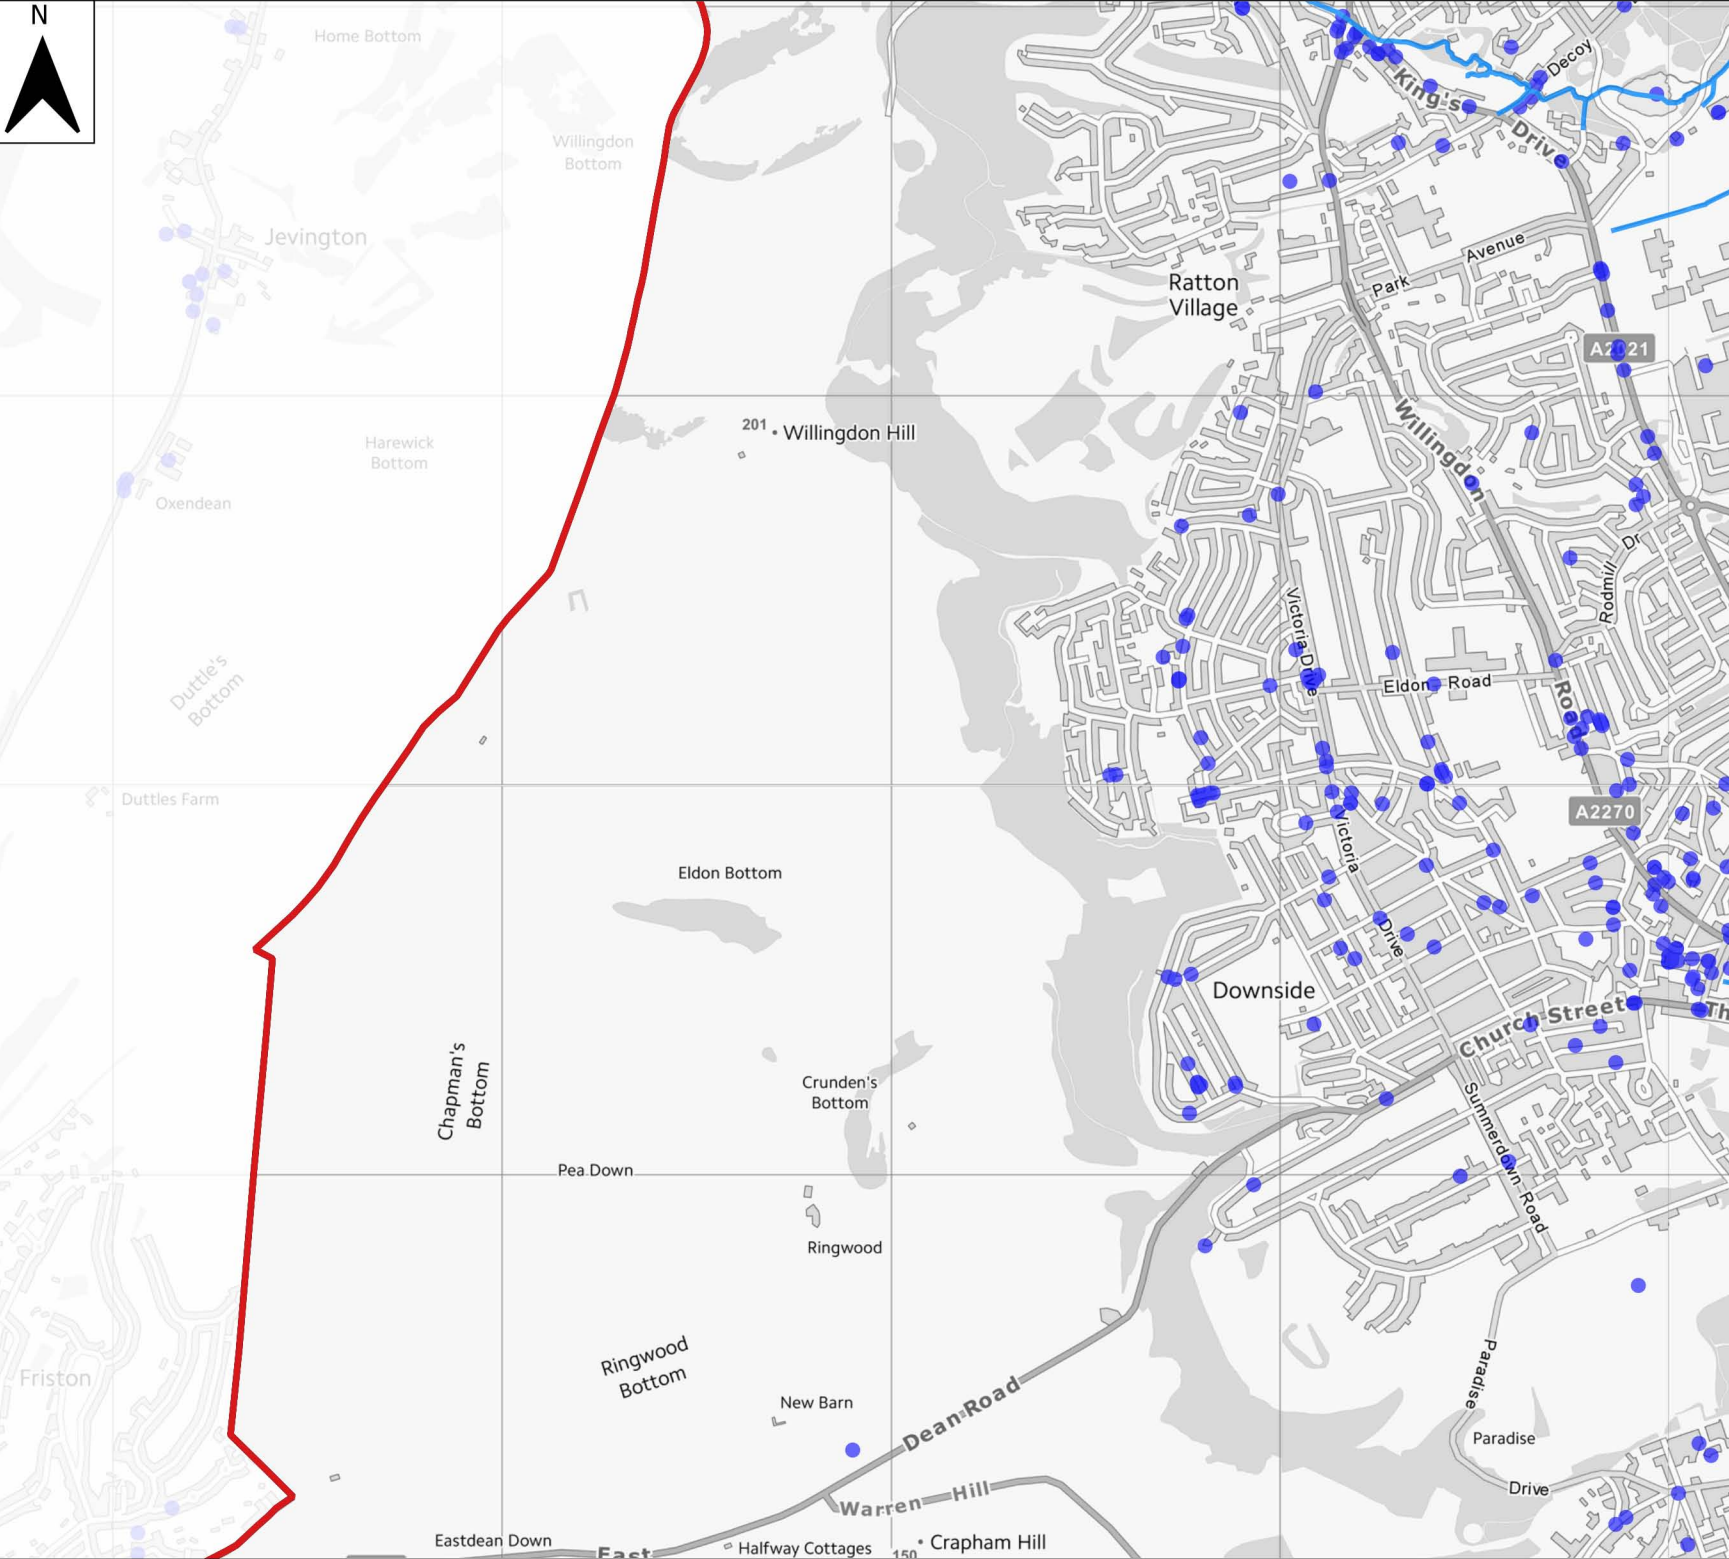 N
Home Bottom
Decoy
King's
Drive
Willingdon
Bottom
Jevington
Avenue
Park
Ratton
Village
A2021
201
Willingdon Hill
Willingdon
Harewick
Bottom
Oxendean
Rodmill
Dr
Victoria Drive
Eldon Road
Road
Duttle's
Bottom
Duttles Farm
A2270
Victoria
Eldon Bottom
Drive
Downside
Church Street
Th
Chapman's
Bottom
Crunden's
Bottom
Summerdown Road
Pea Down
Ringwood
Ringwood
Bottom
Paradise
Friston
New Barn
Dean Road
Paradise
Drive
Warren Hill
Eastdean Down
East
Halfway Cottages
150
Crapham Hill